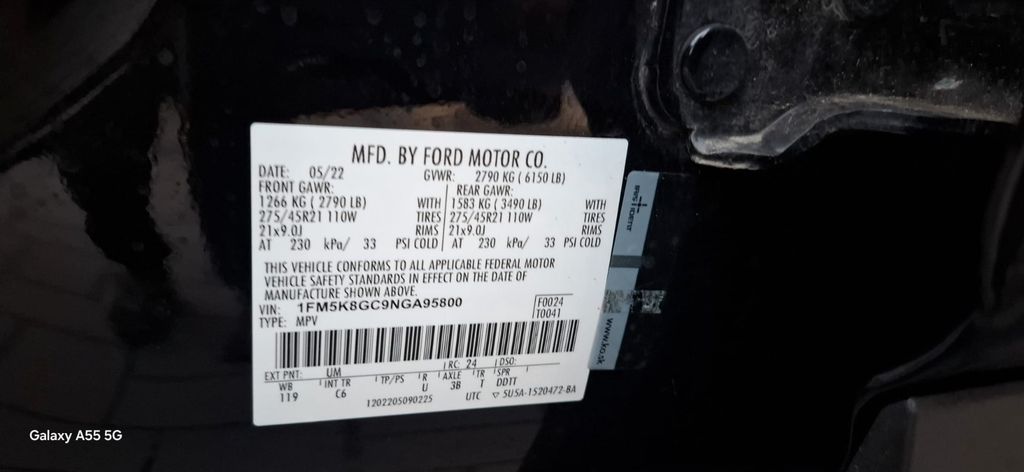 MFD. BY FORD MOTOR CO.
DATE: 05/22 GVWR: 2790 KG ( 6150 LB)
FRONT GAWR: REAR GAWR:
1266 KG ( 2790 LB) WITH 1583 KG ( 3490 LB) WITH
275/45R21 110W TIRES 275/45R21 110W TIRES
21x9.0J RIMS 21x9.0J RIMS
AT 230 kPa/ 33 PSI COLD AT 230 kPa/ 33 PSI COLD
THIS VEHICLE CONFORMS TO ALL APPLICABLE FEDERAL MOTOR
VEHICLE SAFETY STANDARDS IN EFFECT ON THE DATE OF
MANUFACTURE SHOWN ABOVE.
VIN: 1FM5K8GC9NGA95800 F0024
TYPE: MPV T0041
EXT PNT: UM RC: 24 DSO:
WB INT TR TP/PS R AXLE TR SPR
119 C6 U 3B T DDTT
1202205090225 UTC ▽ 5U5A-1520472-BA
www.ko.sk
Galaxy A55 5G